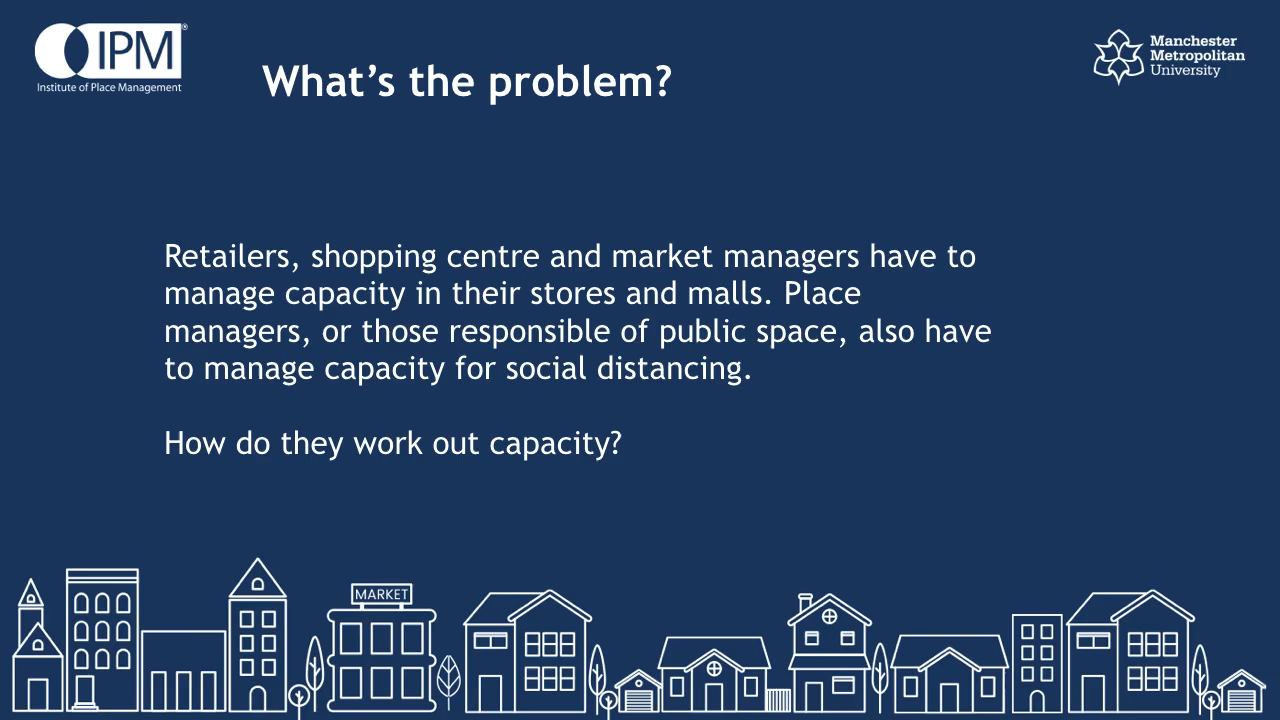 IPM®
Institute of Place Management
What’s the problem?
Manchester
Metropolitan
University
Retailers, shopping centre and market managers have to
manage capacity in their stores and malls. Place
managers, or those responsible of public space, also have
to manage capacity for social distancing.
How do they work out capacity?
MARKET